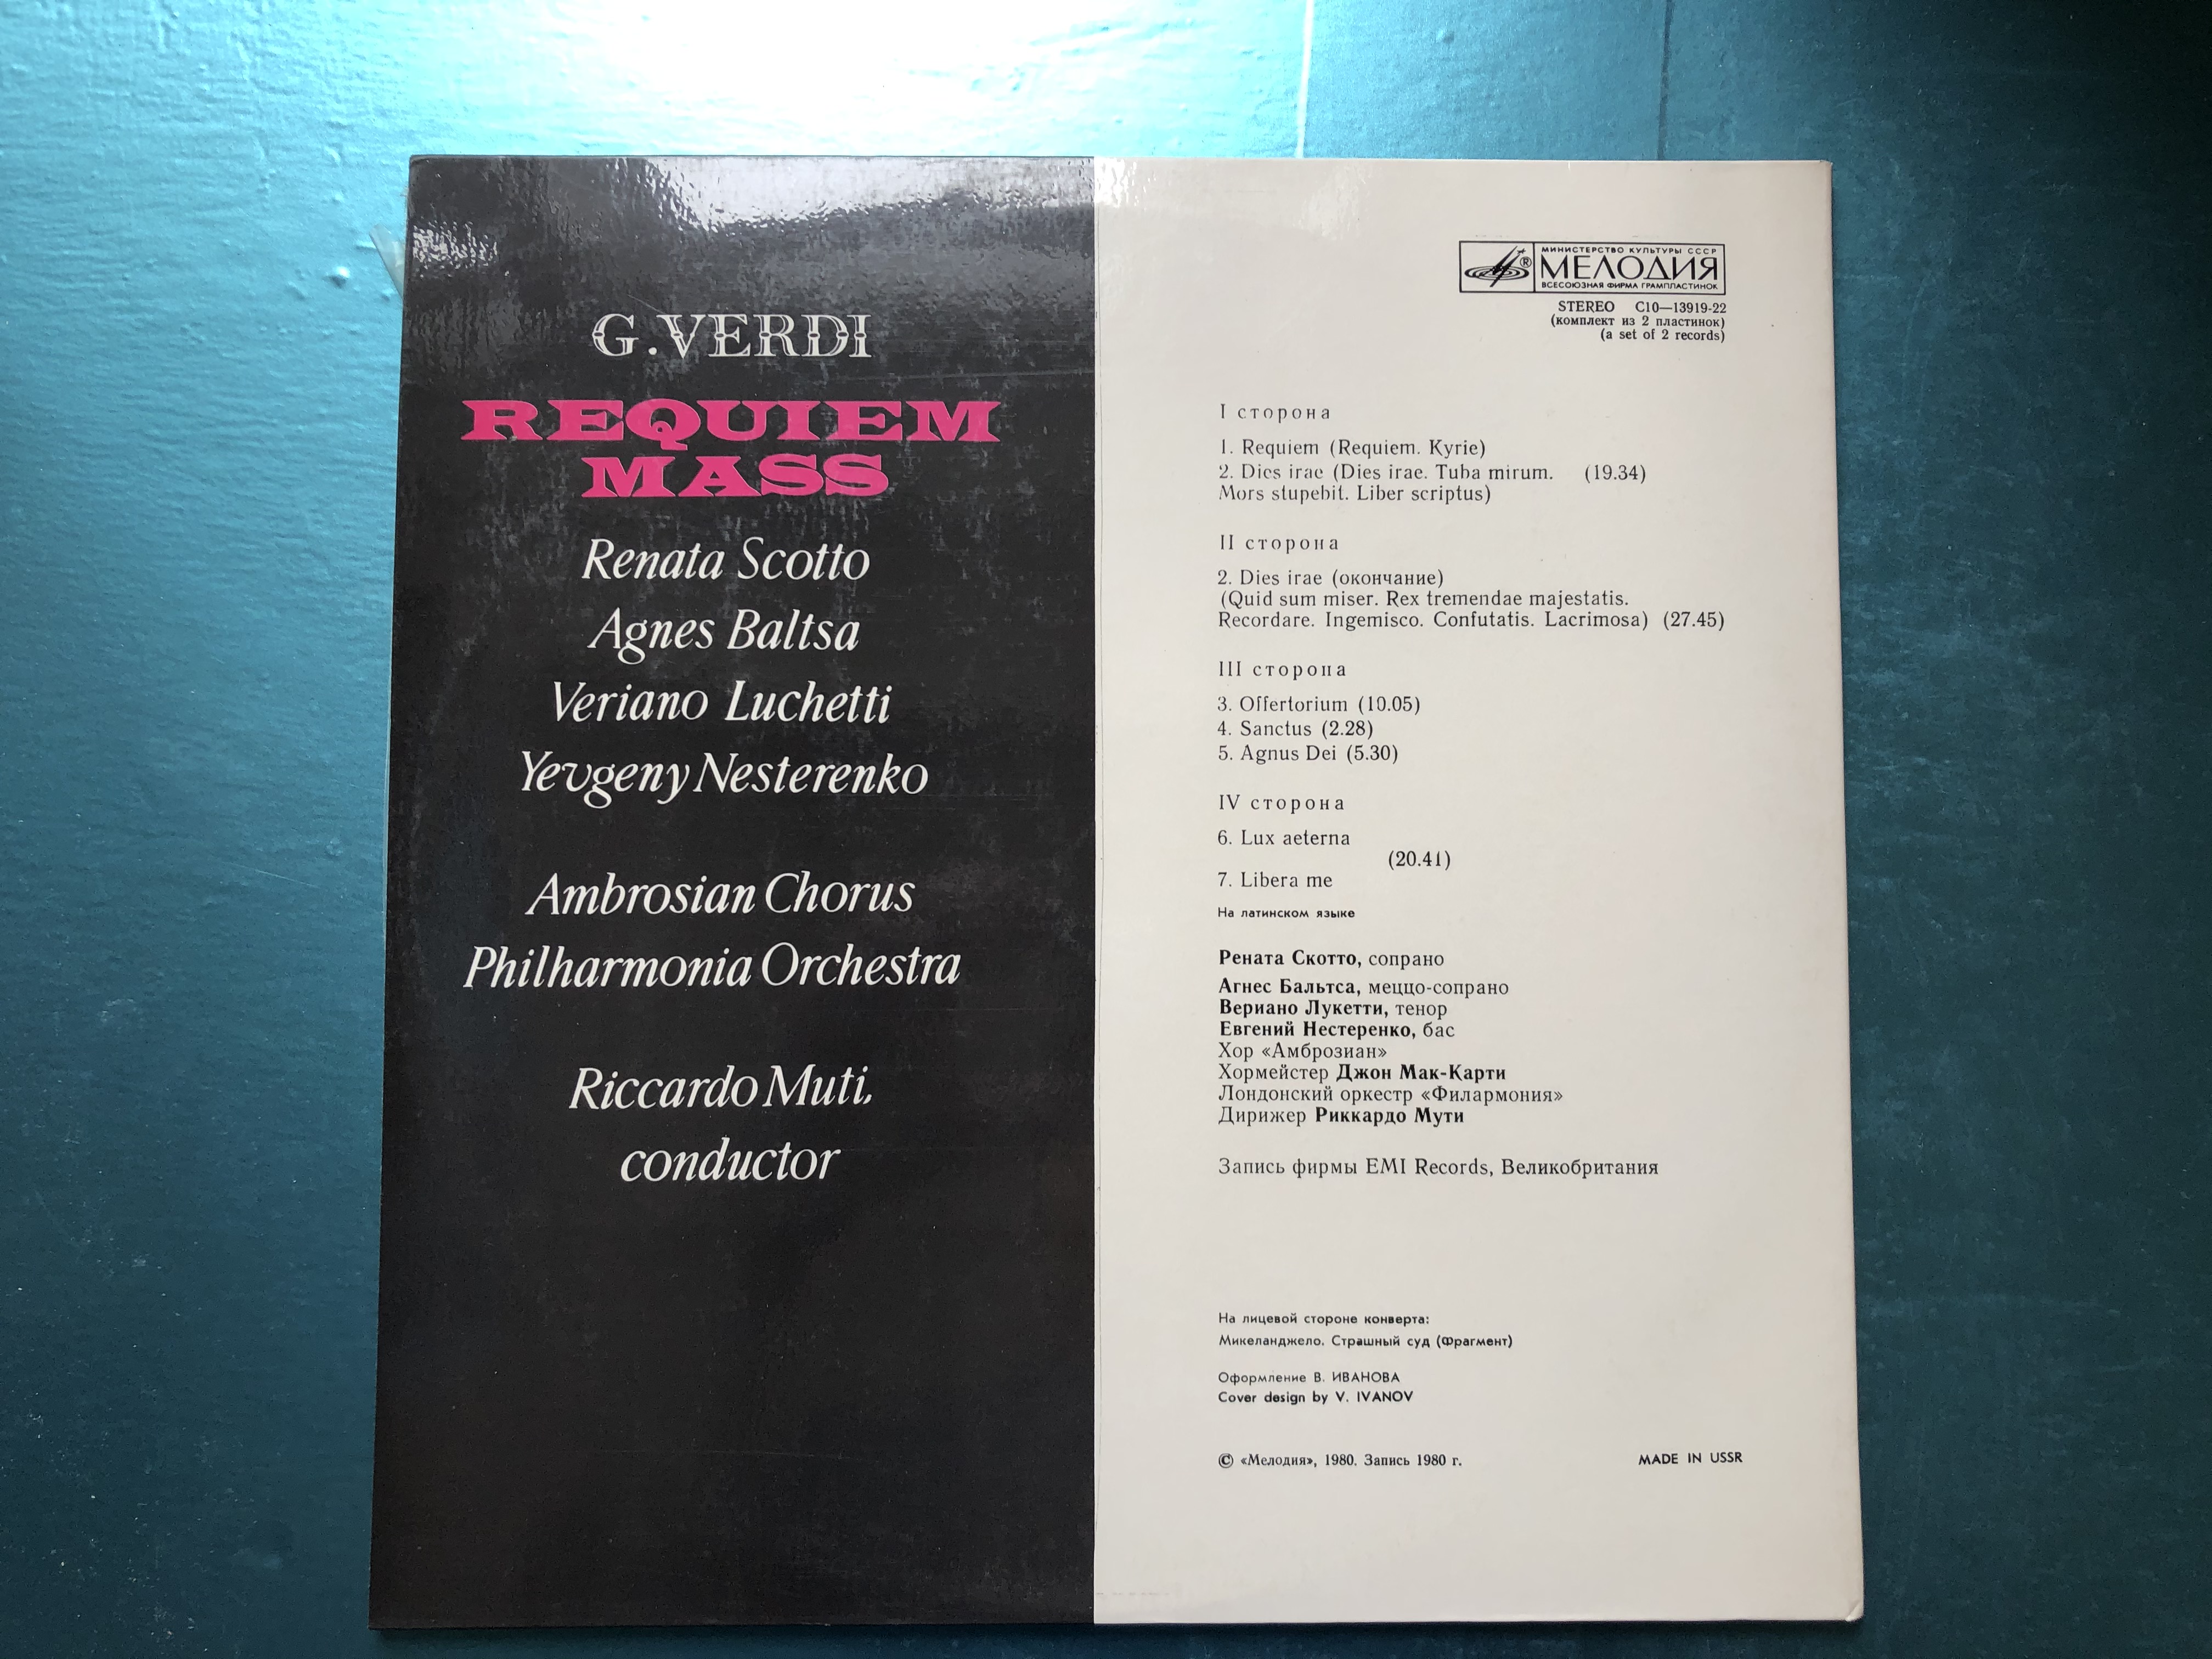 G.VERDI
REQUIEM
MASS
Renata Scotto
Agnes Baltsa
Veriano Luchetti
Yevgeny Nesterenko
Ambrosian Chorus
Philharmonia Orchestra
Riccardo Muti,
conductor
МИНИСТЕРСТВО КУЛЬТУРЫ СССР
®
МЕЛОДИЯ
ВСЕСОЮЗНАЯ ФИРМА ГРАМПЛАСТИНОК
STEREO С10—13919-22
(комплект из 2 пластинок)
(a set of 2 records)
I сторона
1. Requiem (Requiem. Kyrie)
2. Dies irae (Dies irae. Tuba mirum. (19.34)
Mors stupebit. Liber scriptus)
II сторона
2. Dies irae (окончание)
(Quid sum miser. Rex tremendae majestatis.
Recordare. Ingemisco. Confutatis. Lacrimosa) (27.45)
III сторона
3. Offertorium (10.05)
4. Sanctus (2.28)
5. Agnus Dei (5.30)
IV сторона
6. Lux aeterna
(20.41)
7. Libera me
На латинском языке
Рената Скотто, сопрано
Агнес Бальтса, меццо-сопрано
Вериано Лукетти, тенор
Евгений Нестеренко, бас
Хор «Амброзиан»
Хормейстер Джон Мак-Карти
Лондонский оркестр «Филармония»
Дирижер Риккардо Мути
Запись фирмы EMI Records, Великобритания
На лицевой стороне конверта:
Микеланджело. Страшный суд (Фрагмент)
Оформление В. ИВАНОВА
Cover design by V. IVANOV
© «Мелодия», 1980. Запись 1980 г. MADE IN USSR